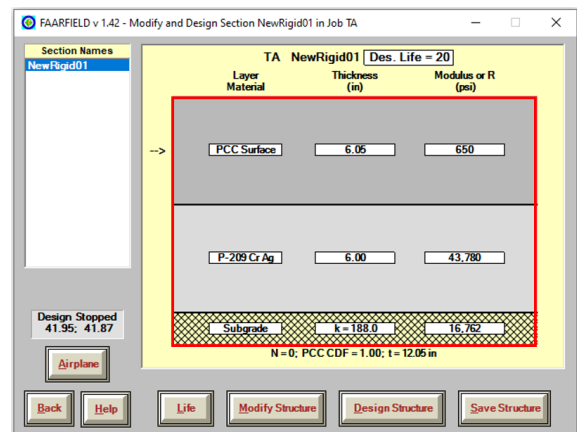 FAARFIELD v 1.42 - Modify and Design Section NewRigid01 in Job TA
Section Names
NewRigid01
TA NewRigid01 Des. Life = 20
Layer Material Thickness (in) Modulus or R (psi)
--> PCC Surface 6.05 650
P-209 Cr Ag 6.00 43,780
Subgrade k = 188.0 16,762
N = 0; PCC CDF = 1.00; t = 12.05 in
Design Stopped
41.95; 41.87
Airplane
Back Help Life Modify Structure Design Structure Save Structure